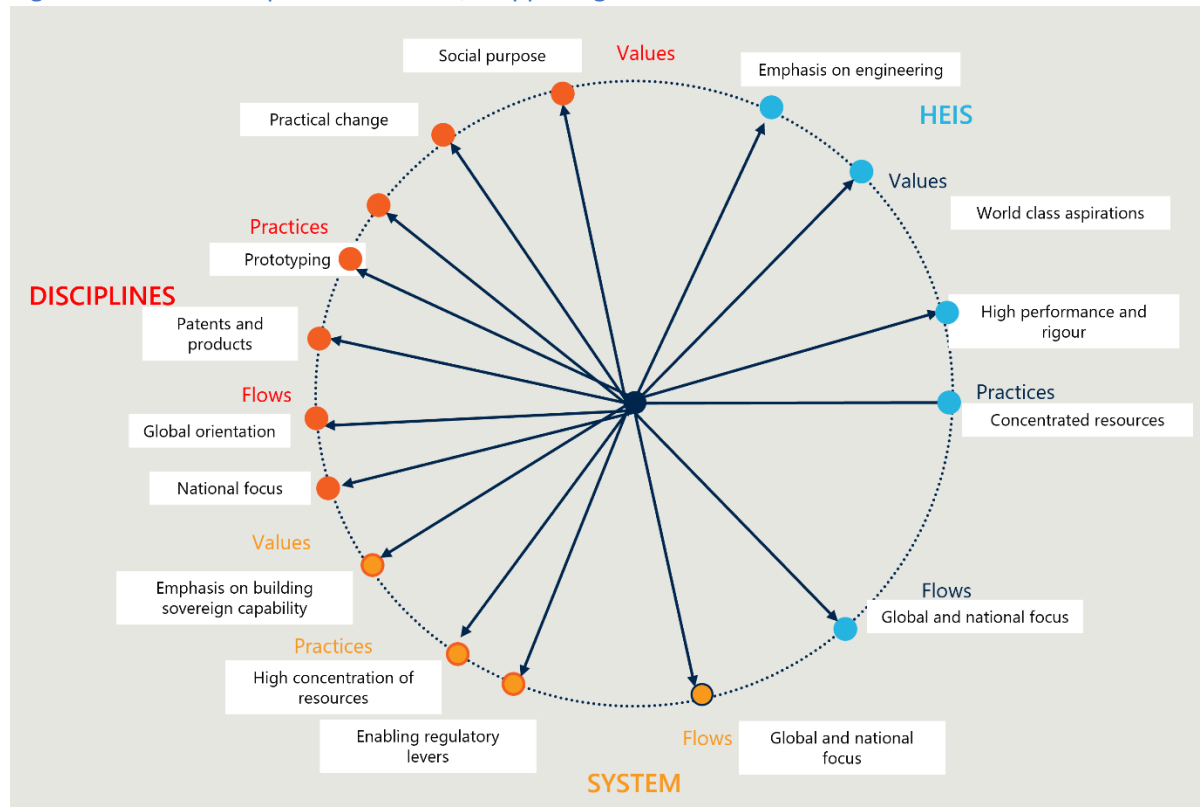 Social purpose
Values
Emphasis on engineering
HEIS
Practical change
Values
World class aspirations
Practices
Prototyping
DISCIPLINES
Patents and
products
High performance and
rigour
Flows
Global orientation
Practices
Concentrated resources
National focus
Values
Emphasis on building
sovereign capability
Flows
Global and national focus
Practices
High concentration of
resources
Enabling regulatory
levers
Flows
Global and national
focus
SYSTEM